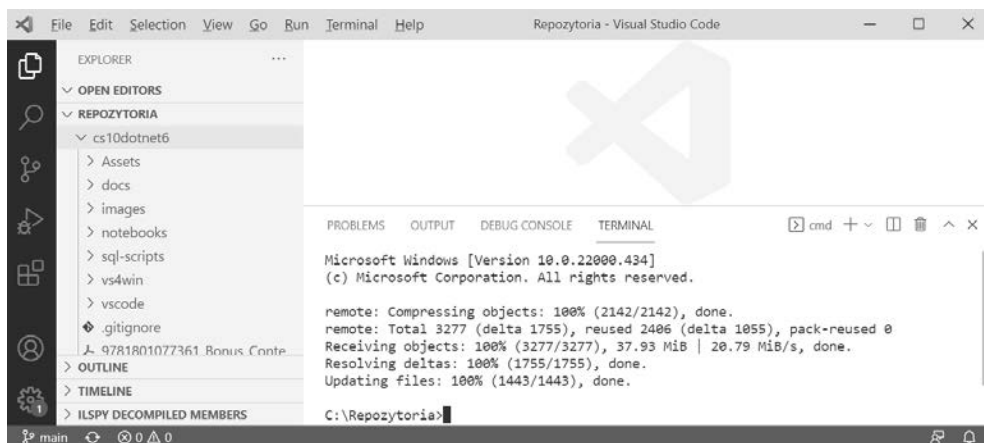 File Edit Selection View Go Run Terminal Help
Repozytoria - Visual Studio Code
EXPLORER
OPEN EDITORS
REPOZYTORIA
cs10dotnet6
Assets
docs
images
notebooks
sql-scripts
vs4win
vscode
.gitignore
9781801077361_Bonus_Conte
OUTLINE
TIMELINE
ILSPY DECOMPILED MEMBERS
PROBLEMS OUTPUT DEBUG CONSOLE TERMINAL
cmd
Microsoft Windows [Version 10.0.22000.434]
(c) Microsoft Corporation. All rights reserved.
remote: Compressing objects: 100% (2142/2142), done.
remote: Total 3277 (delta 1755), reused 2406 (delta 1055), pack-reused 0
Receiving objects: 100% (3277/3277), 37.93 MiB | 20.79 MiB/s, done.
Resolving deltas: 100% (1755/1755), done.
Updating files: 100% (1443/1443), done.
C:\Repozytoria>
1
main 0 0